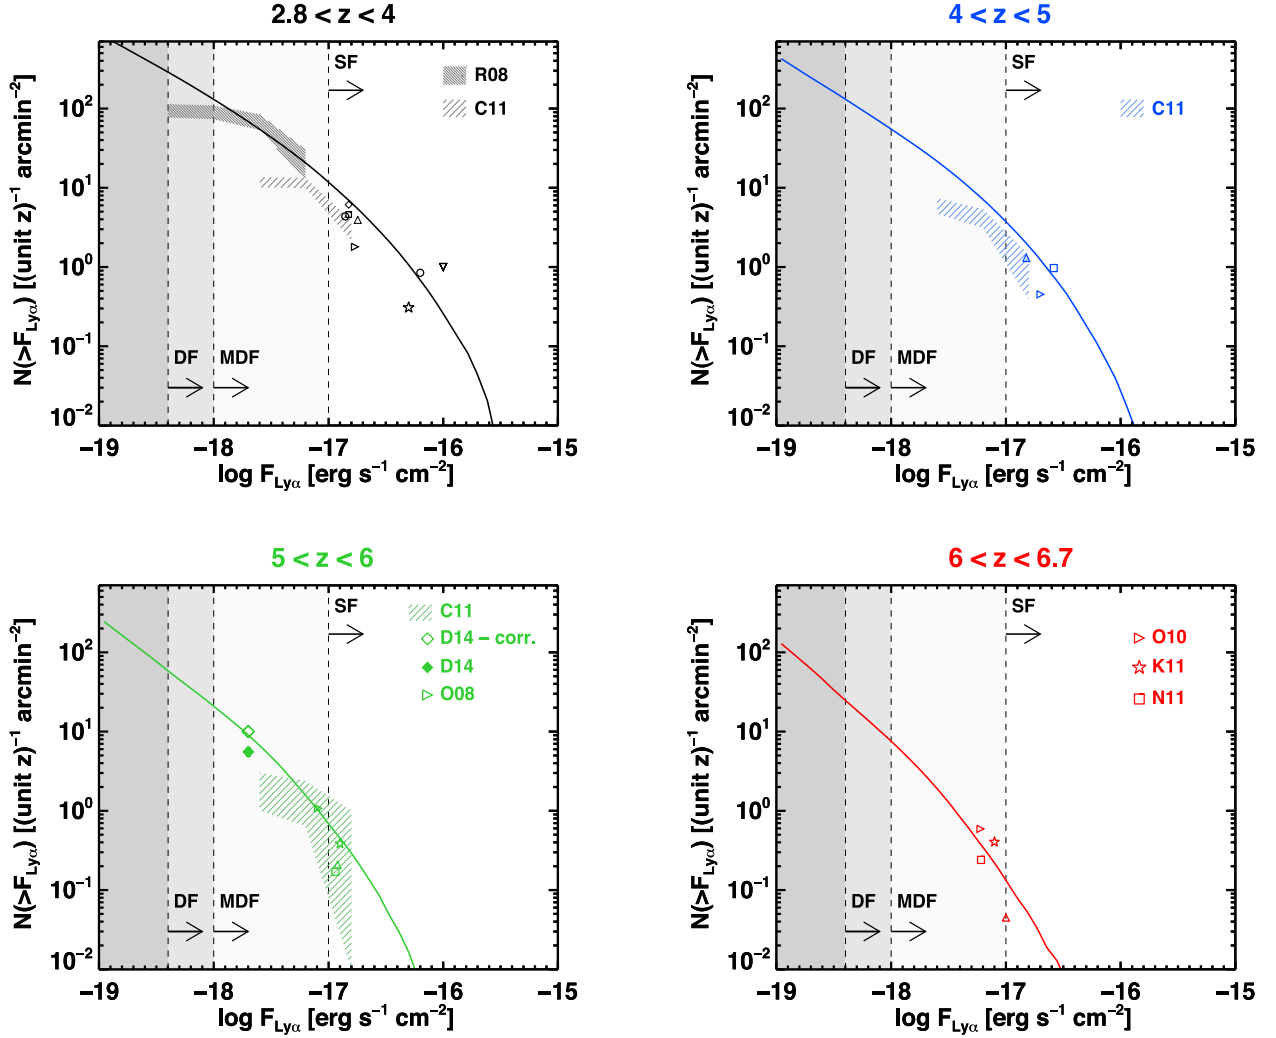 2.8 < z < 4
N(>F_Lyα) [(unit z)⁻¹ arcmin⁻²]
10²
10¹
10⁰
10⁻¹
10⁻²
SF
R08
C11
DF MDF
−19 −18 −17 −16 −15
log F_Lyα [erg s⁻¹ cm⁻²]
4 < z < 5
N(>F_Lyα) [(unit z)⁻¹ arcmin⁻²]
10²
10¹
10⁰
10⁻¹
10⁻²
SF
C11
DF MDF
−19 −18 −17 −16 −15
log F_Lyα [erg s⁻¹ cm⁻²]
5 < z < 6
N(>F_Lyα) [(unit z)⁻¹ arcmin⁻²]
10²
10¹
10⁰
10⁻¹
10⁻²
SF
C11
D14 − corr.
D14
O08
DF MDF
−19 −18 −17 −16 −15
log F_Lyα [erg s⁻¹ cm⁻²]
6 < z < 6.7
N(>F_Lyα) [(unit z)⁻¹ arcmin⁻²]
10²
10¹
10⁰
10⁻¹
10⁻²
SF
O10
K11
N11
DF MDF
−19 −18 −17 −16 −15
log F_Lyα [erg s⁻¹ cm⁻²]